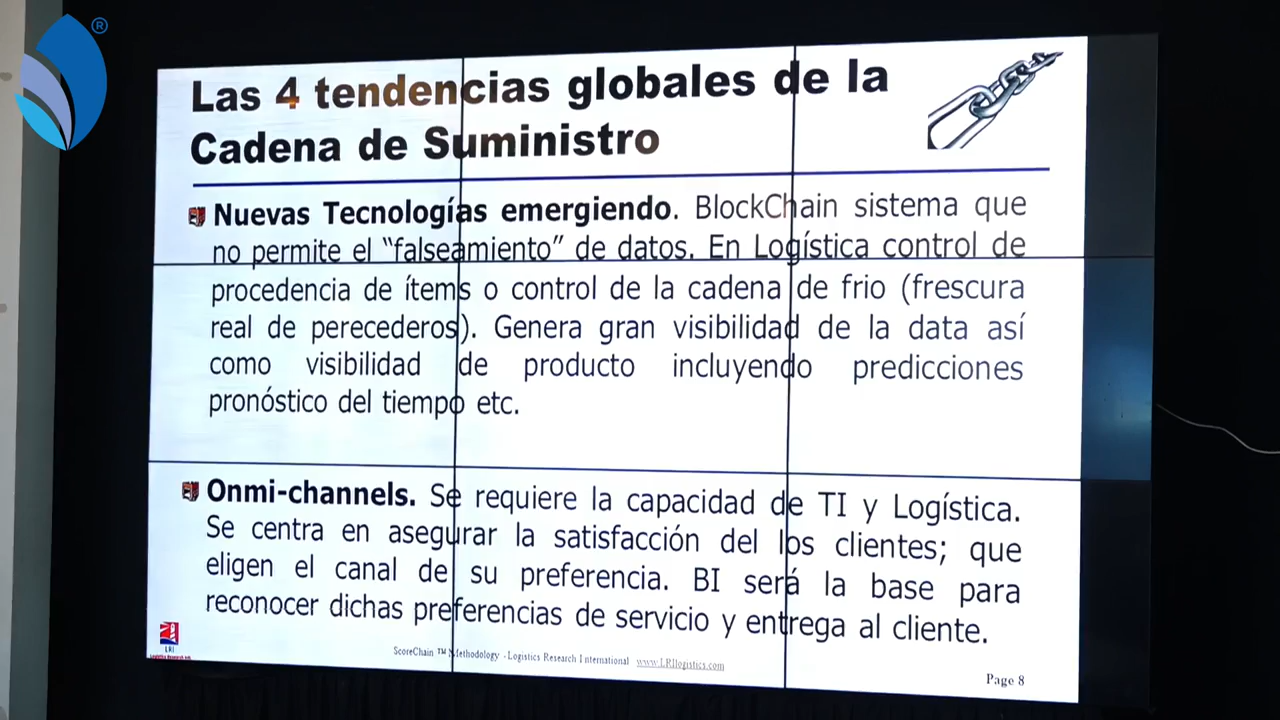 ®
Las 4 tendencias globales de la
Cadena de Suministro
Nuevas Tecnologías emergiendo. BlockChain sistema que
no permite el "falseamiento" de datos. En Logística control de
procedencia de ítems o control de la cadena de frio (frescura
real de perecederos). Genera gran visibilidad de la data así
como visibilidad de producto incluyendo predicciones
pronóstico del tiempo etc.
Onmi-channels. Se requiere la capacidad de TI y Logística.
Se centra en asegurar la satisfacción del los clientes; que
eligen el canal de su preferencia. BI será la base para
reconocer dichas preferencias de servicio y entrega al cliente.
LRI
Logistics Research Intl.
ScoreChain ™ Methodology - Logistics Research International www.LRIlogistics.com
Page 8